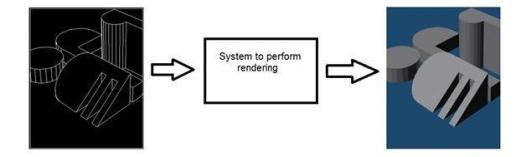 System to perform
rendering